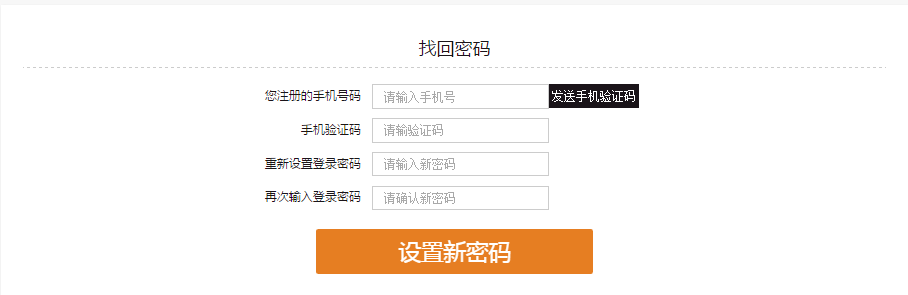 找回密码
您注册的手机号码 请输入手机号 发送手机验证码
手机验证码 请输验证码
重新设置登录密码 请输入新密码
再次输入登录密码 请确认新密码
设置新密码